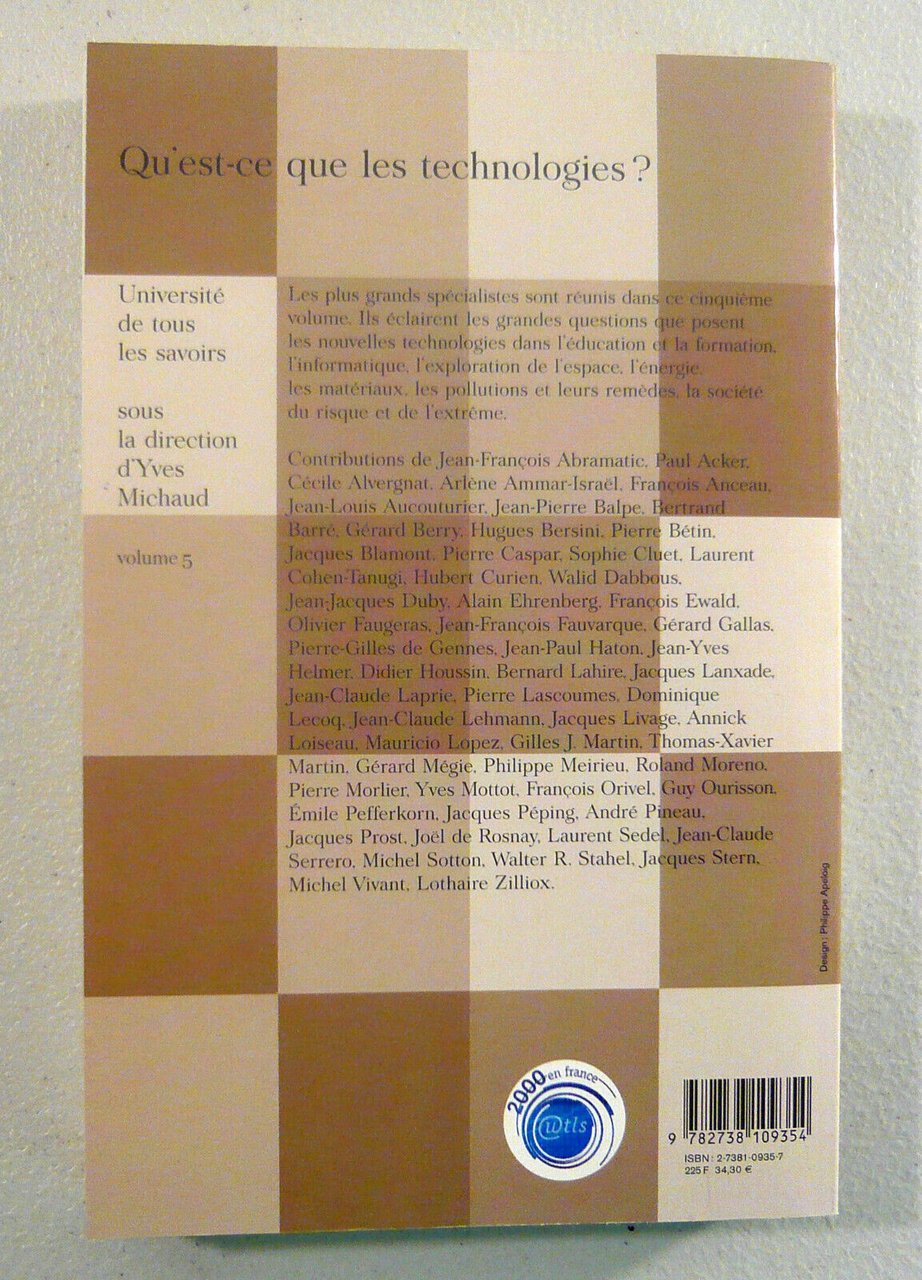 Qu'est-ce que les technologies ?
Université
de tous
les savoirs
sous
la direction
d'Yves
Michaud
volume 5
Les plus grands spécialistes sont réunis dans ce cinquième
volume. Ils éclairent les grandes questions que posent
les nouvelles technologies dans l'éducation et la formation,
l'informatique, l'exploration de l'espace, l'énergie,
les matériaux, les pollutions et leurs remèdes, la société
du risque et de l'extrême.
Contributions de Jean-François Abramatic, Paul Acker,
Cécile Alvergnat, Arlène Ammar-Israël, François Anceau,
Jean-Louis Aucouturier, Jean-Pierre Balpe, Bertrand
Barré, Gérard Berry, Hugues Bersini, Pierre Bétin,
Jacques Blamont, Pierre Caspar, Sophie Cluet, Laurent
Cohen-Tanugi, Hubert Curien, Walid Dabbous,
Jean-Jacques Duby, Alain Ehrenberg, François Ewald,
Olivier Faugeras, Jean-François Fauvarque, Gérard Gallas,
Pierre-Gilles de Gennes, Jean-Paul Haton, Jean-Yves
Helmer, Didier Houssin, Bernard Lahire, Jacques Lanxade,
Jean-Claude Laprie, Pierre Lascoumes, Dominique
Lecoq, Jean-Claude Lehmann, Jacques Livage, Annick
Loiseau, Mauricio Lopez, Gilles J. Martin, Thomas-Xavier
Martin, Gérard Mégie, Philippe Meirieu, Roland Moreno,
Pierre Morlier, Yves Mottot, François Orivel, Guy Ourisson,
Émile Pefferkorn, Jacques Péping, André Pineau,
Jacques Prost, Joël de Rosnay, Laurent Sedel, Jean-Claude
Serrero, Michel Sotton, Walter R. Stahel, Jacques Stern,
Michel Vivant, Lothaire Zilliox.
Design : Philippe Apeloig
2000 en france
@utls
9 782738 109354
ISBN : 2-7381-0935-7
225 F 34,30 €